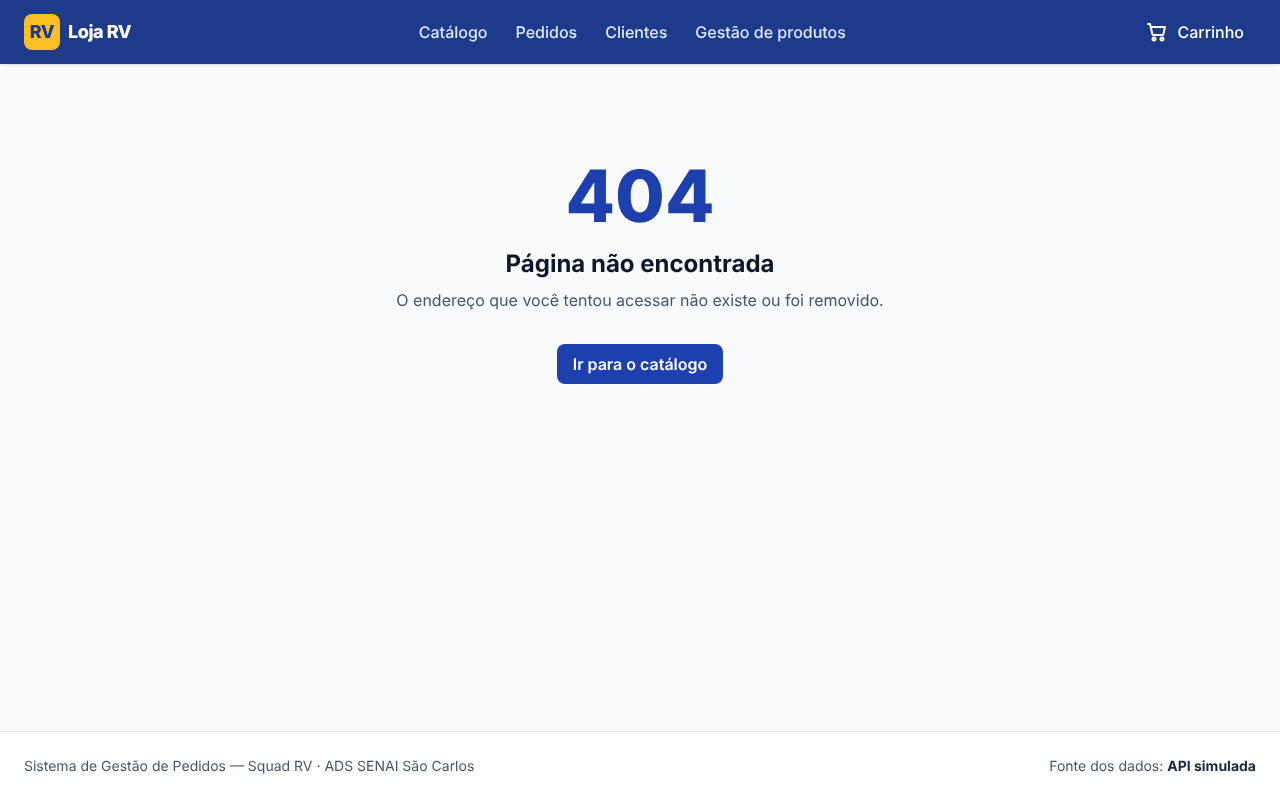 RV Loja RV Catálogo Pedidos Clientes Gestão de produtos Carrinho
404
Página não encontrada
O endereço que você tentou acessar não existe ou foi removido.
Ir para o catálogo
Sistema de Gestão de Pedidos — Squad RV · ADS SENAI São Carlos Fonte dos dados: API simulada